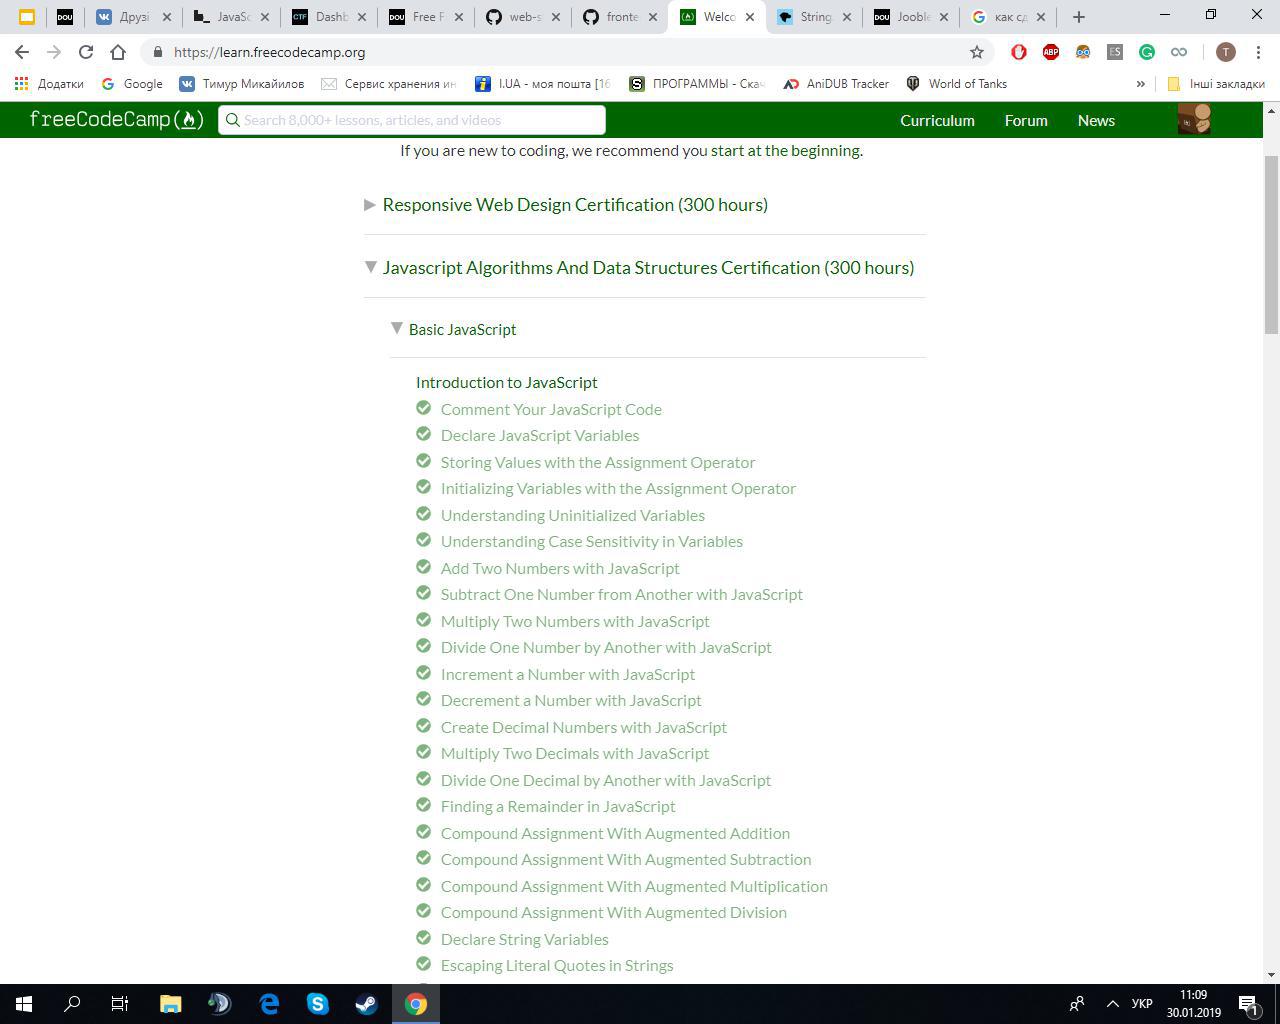 Друзі
JavaSc
Dashb
DOU
Free F
web-s
fronte
Welco
String
DOU
Jooble
как сд
https://learn.freecodecamp.org
ABP
ES
T
Додатки
Google
Тимур Микайилов
Сервис хранения ин
I.UA - моя пошта [16
ПРОГРАММЫ - Скач
AniDUB Tracker
World of Tanks
»
Інші закладки
freeCodeCamp
Search 8,000+ lessons, articles, and videos
Curriculum
Forum
News
If you are new to coding, we recommend you start at the beginning.
Responsive Web Design Certification (300 hours)
Javascript Algorithms And Data Structures Certification (300 hours)
Basic JavaScript
Introduction to JavaScript
Comment Your JavaScript Code
Declare JavaScript Variables
Storing Values with the Assignment Operator
Initializing Variables with the Assignment Operator
Understanding Uninitialized Variables
Understanding Case Sensitivity in Variables
Add Two Numbers with JavaScript
Subtract One Number from Another with JavaScript
Multiply Two Numbers with JavaScript
Divide One Number by Another with JavaScript
Increment a Number with JavaScript
Decrement a Number with JavaScript
Create Decimal Numbers with JavaScript
Multiply Two Decimals with JavaScript
Divide One Decimal by Another with JavaScript
Finding a Remainder in JavaScript
Compound Assignment With Augmented Addition
Compound Assignment With Augmented Subtraction
Compound Assignment With Augmented Multiplication
Compound Assignment With Augmented Division
Declare String Variables
Escaping Literal Quotes in Strings
УКР
11:09
30.01.2019
1